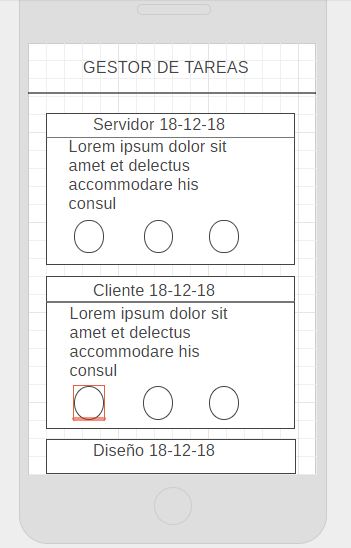 GESTOR DE TAREAS
Servidor 18-12-18
Lorem ipsum dolor sit
amet et delectus
accommodare his
consul
Cliente 18-12-18
Lorem ipsum dolor sit
amet et delectus
accommodare his
consul
Diseño 18-12-18